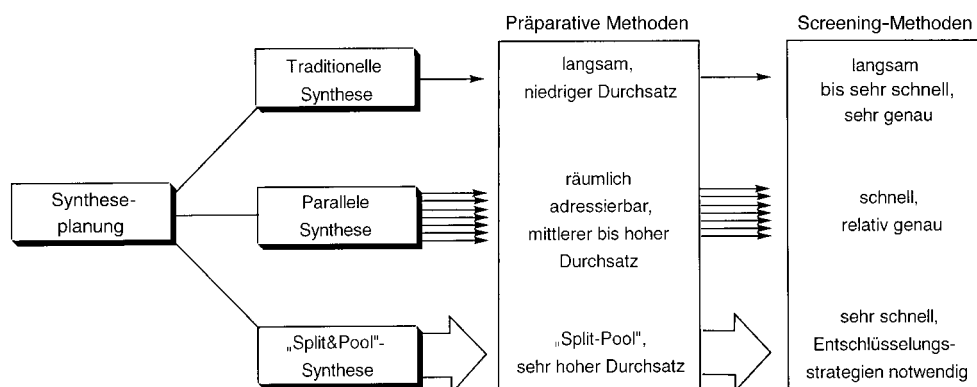 Präparative Methoden
Screening-Methoden
Traditionelle
Synthese
langsam,
niedriger Durchsatz
langsam
bis sehr schnell,
sehr genau
Synthese-
planung
Parallele
Synthese
räumlich
adressierbar,
mittlerer bis hoher
Durchsatz
schnell,
relativ genau
„Split&Pool"-
Synthese
„Split-Pool",
sehr hoher Durchsatz
sehr schnell,
Entschlüsselungs-
strategien notwendig